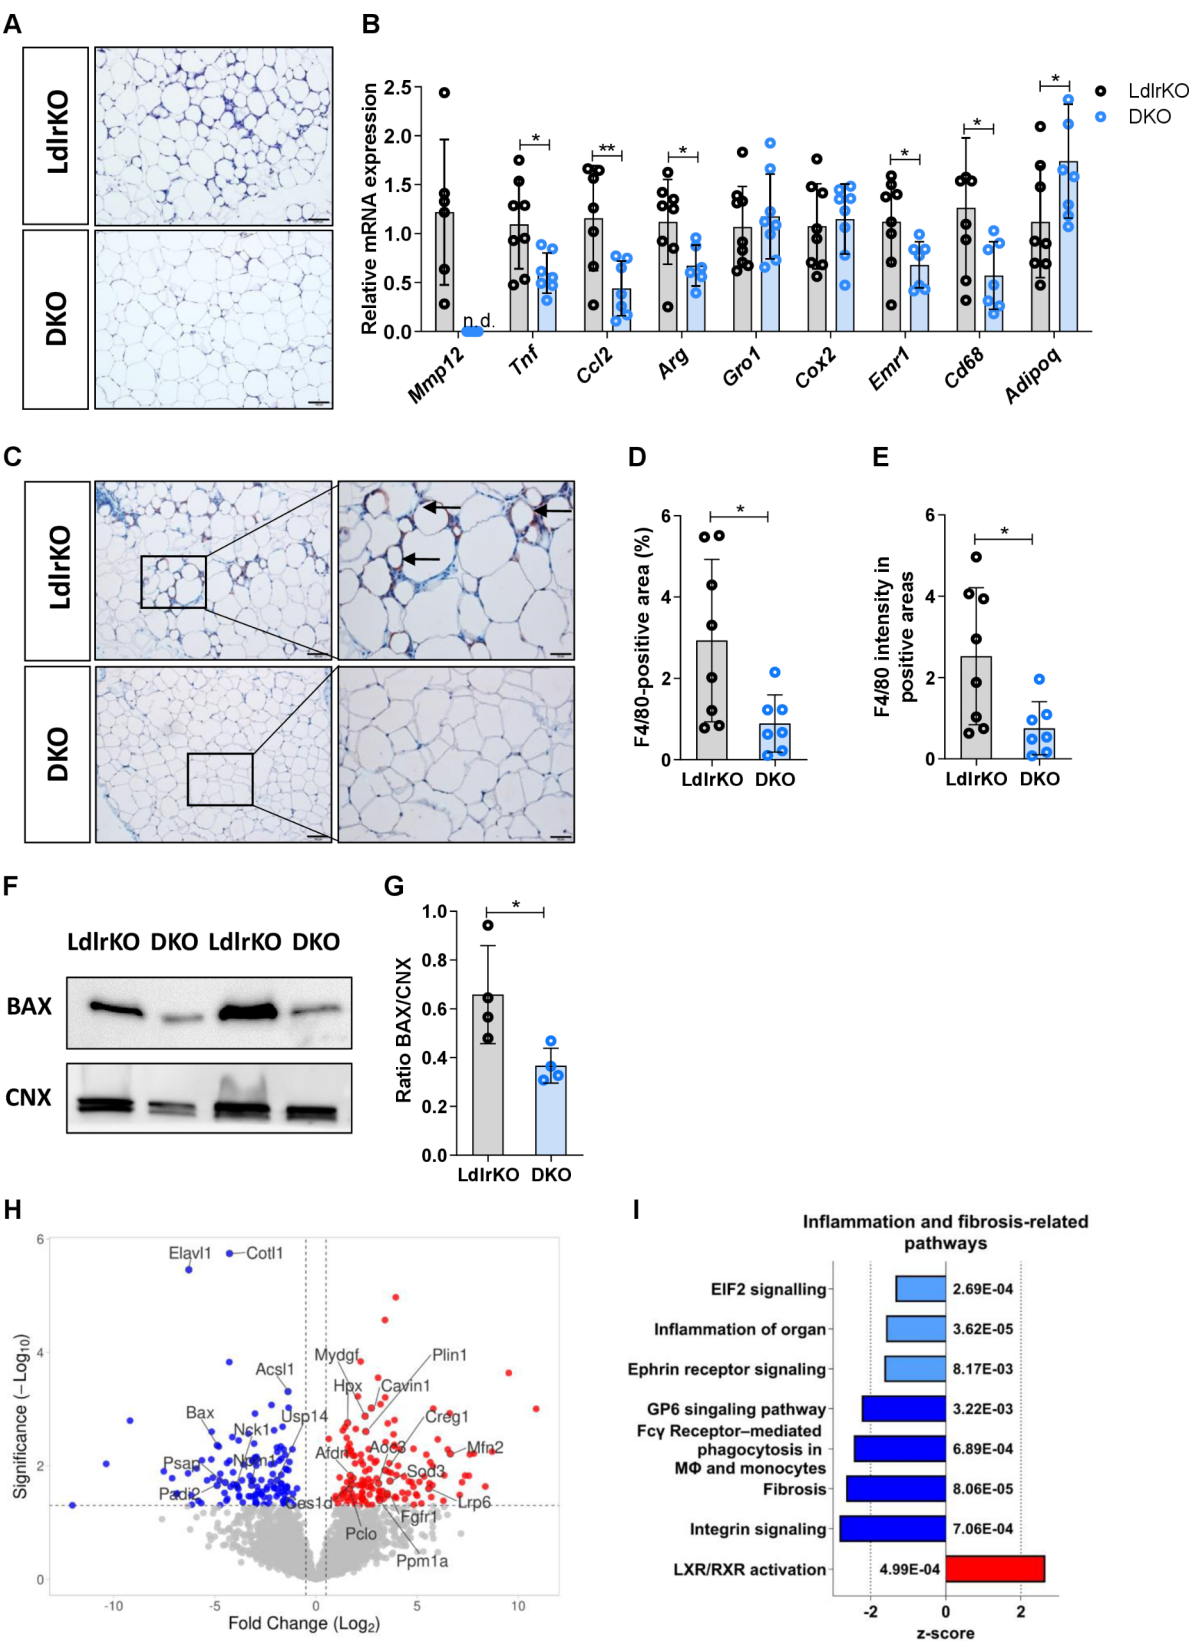 A
LdlrKO
DKO
B
Relative mRNA expression
2.5
2.0
1.5
1.0
0.5
0.0
n.d.
*
**
*
*
*
*
Mmp12
Tnf
Ccl2
Arg
Gro1
Cox2
Emr1
Cd68
Adipoq
LdlrKO
DKO
C
LdlrKO
DKO
D
F4/80-positive area (%)
6
4
2
0
*
LdlrKO DKO
E
F4/80 intensity in
positive areas
6
4
2
0
*
LdlrKO DKO
F
LdlrKO DKO LdlrKO DKO
BAX
CNX
G
Ratio BAX/CNX
1.0
0.8
0.6
0.4
0.2
0.0
*
LdlrKO DKO
H
Significance (−Log10)
6
4
2
0
Elavl1
Cotl1
Acsl1
Mydgf
Plin1
Hpx
Cavin1
Bax
Nck1
Usp14
Creg1
Psap
Npm1
Afdn
Aoc3
Mfn2
Padi2
Ces1d
Sod3
Lrp6
Fgfr1
Pclo
Ppm1a
-10
-5
0
5
10
Fold Change (Log2)
I
Inflammation and fibrosis-related
pathways
EIF2 signalling
2.69E-04
Inflammation of organ
3.62E-05
Ephrin receptor signaling
8.17E-03
GP6 singaling pathway
3.22E-03
Fcγ Receptor–mediated
phagocytosis in
MΦ and monocytes
6.89E-04
Fibrosis
8.06E-05
Integrin signaling
7.06E-04
LXR/RXR activation
4.99E-04
-2
0
2
z-score